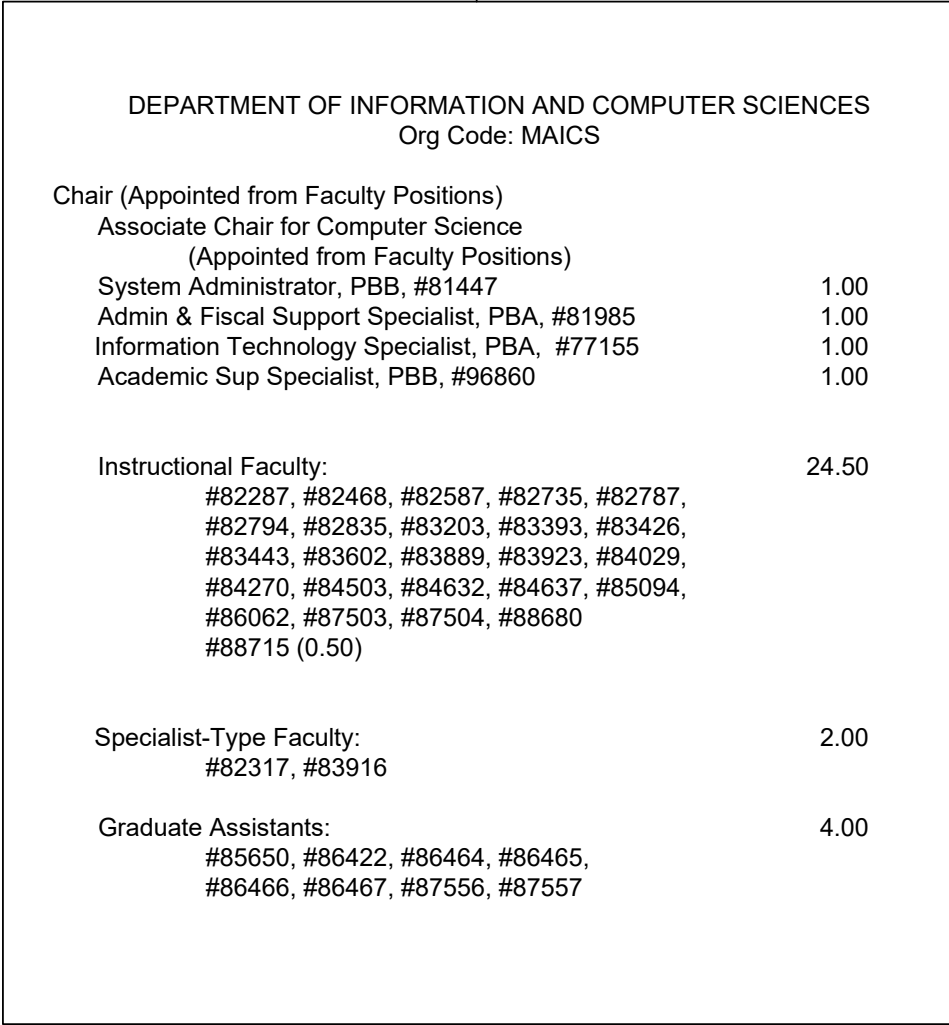 DEPARTMENT OF INFORMATION AND COMPUTER SCIENCES
Org Code: MAICS
Chair (Appointed from Faculty Positions)
Associate Chair for Computer Science
(Appointed from Faculty Positions)
System Administrator, PBB, #81447 1.00
Admin & Fiscal Support Specialist, PBA, #81985 1.00
Information Technology Specialist, PBA, #77155 1.00
Academic Sup Specialist, PBB, #96860 1.00
Instructional Faculty: 24.50
#82287, #82468, #82587, #82735, #82787,
#82794, #82835, #83203, #83393, #83426,
#83443, #83602, #83889, #83923, #84029,
#84270, #84503, #84632, #84637, #85094,
#86062, #87503, #87504, #88680
#88715 (0.50)
Specialist-Type Faculty: 2.00
#82317, #83916
Graduate Assistants: 4.00
#85650, #86422, #86464, #86465,
#86466, #86467, #87556, #87557